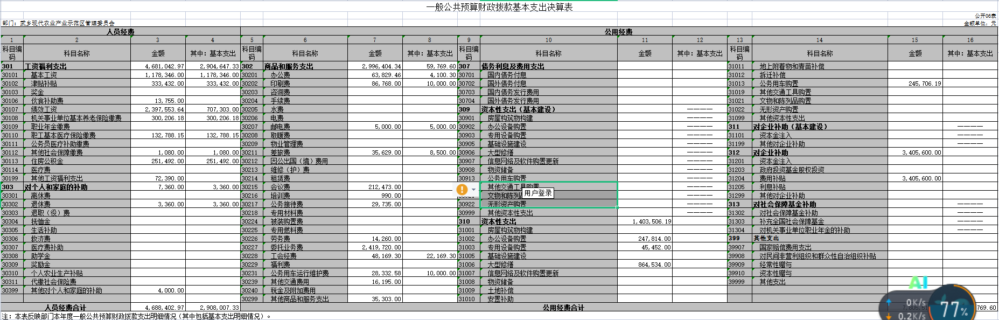 一般公共预算财政拨款基本支出决算表
公开06表
部门：武乡现代农业产业示范区管理委员会 金额单位：元
人员经费 公用经费
1 2 3 4 5 6 7 8 9 10 11 12 13 14 15 16
科目编码 科目名称 金额 其中：基本支出 科目编码 科目名称 金额 其中：基本支出 科目编码 科目名称 金额 其中：基本支出 科目编码 科目名称 金额 其中：基本支出
301 工资福利支出 4,681,042.97 2,904,647.33 302 商品和服务支出 2,996,404.34 59,769.60 307 债务利息及费用支出 31011 地上附着物和青苗补偿
30101 基本工资 1,178,346.00 1,178,346.00 30201 办公费 63,829.46 4,100.30 30701 国内债务付息 31012 拆迁补偿
30102 津贴补贴 333,432.00 333,432.00 30202 印刷费 86,768.00 10,000.00 30702 国外债务付息 31013 公务用车购置 245,706.19
30103 奖金 30203 咨询费 30703 国内债务发行费用 31019 其他交通工具购置
30106 伙食补助费 13,755.00 30204 手续费 30704 国外债务发行费用 31021 文物和陈列品购置
30107 绩效工资 2,397,553.64 707,303.00 30205 水费 309 资本性支出（基本建设） ———— 31022 无形资产购置
30108 机关事业单位基本养老保险缴费 300,206.18 300,206.18 30206 电费 30901 房屋构筑物构建 ———— 31099 其他资本性支出
30109 职业年金缴费 30207 邮电费 5,000.00 5,000.00 30902 办公设备购置 ———— 311 对企业补助（基本建设） ————
30110 职工基本医疗保险缴费 132,788.15 132,788.15 30208 取暖费 30903 专用设备购置 ———— 31101 资本金注入 ————
30111 公务员医疗补助缴费 30209 物业管理费 30905 基础设施建设 ———— 31199 其他对企业补助 ————
30112 其他社会保障缴费 1,080.00 1,080.00 30211 差旅费 35,629.00 8,500.00 30906 大型修缮 ———— 312 对企业补助 3,405,600.00
30113 住房公积金 251,492.00 251,492.00 30212 因公出国（境）费用 30907 信息网络及软件购置更新 ———— 31201 资本金注入
30114 医疗费 30213 维修（护）费 30908 物资储备 ———— 31203 政府投资基金股权投资
30199 其他工资福利支出 72,390.00 30214 租赁费 30913 公务用车购置 ———— 31204 费用补贴 3,405,600.00
303 对个人和家庭的补助 7,360.00 3,360.00 30215 会议费 212,473.00 其他交通工具购置 ———— 31205 利息补贴
30301 离休费 30216 培训费 990.00 文物和陈列品 用户登录 ———— 31299 其他对企业补助
30302 退休费 3,360.00 3,360.00 30217 公务接待费 29,735.00 30922 无形资产购置 ———— 313 对社会保障基金补助 ————
30303 退职（役）费 30218 专用材料费 30999 其他资本性支出 ———— 31302 对社会保障基金补助 ————
30304 抚恤金 30224 被装购置费 310 资本性支出 1,403,506.19 31303 补充全国社会保障基金 ————
30305 生活补助 30225 专用燃料费 31001 房屋构筑物构建 31304 对机关事业单位职业年金的补助 ————
30306 救济费 30226 劳务费 14,260.00 31002 办公设备购置 247,814.00 399 其他支出
30307 医疗费补助 30227 委托业务费 2,419,720.00 31003 专用设备购置 45,452.00 39907 国家赔偿费用支出
30308 助学金 30228 工会经费 48,169.30 22,169.30 31005 基础设施建设 39908 对民间非营利组织和群众性自治组织补贴
30309 奖励金 30229 福利费 31006 大型修缮 864,534.00 39909 经常性赠与
30310 个人农业生产补贴 30231 公务用车运行维护费 28,332.58 10,000.00 31007 信息网络及软件购置更新 39910 资本性赠与
30311 代缴社会保险费 30239 其他交通费用 16,195.00 31008 物资储备 39999 其他支出
30399 其他对个人和家庭的补助 4,000.00 30240 税金及附加费用 31009 土地补偿
30299 其他商品和服务支出 35,303.00 31010 安置补助
人员经费合计 4,688,402.97 2,908,007.33 公用经费合计 7,805,51 769.60
注：本表反映部门本年度一般公共预算财政拨款支出明细情况（其中包括基本支出明细情况）。
AI
0K/s
0.2K/s
77%